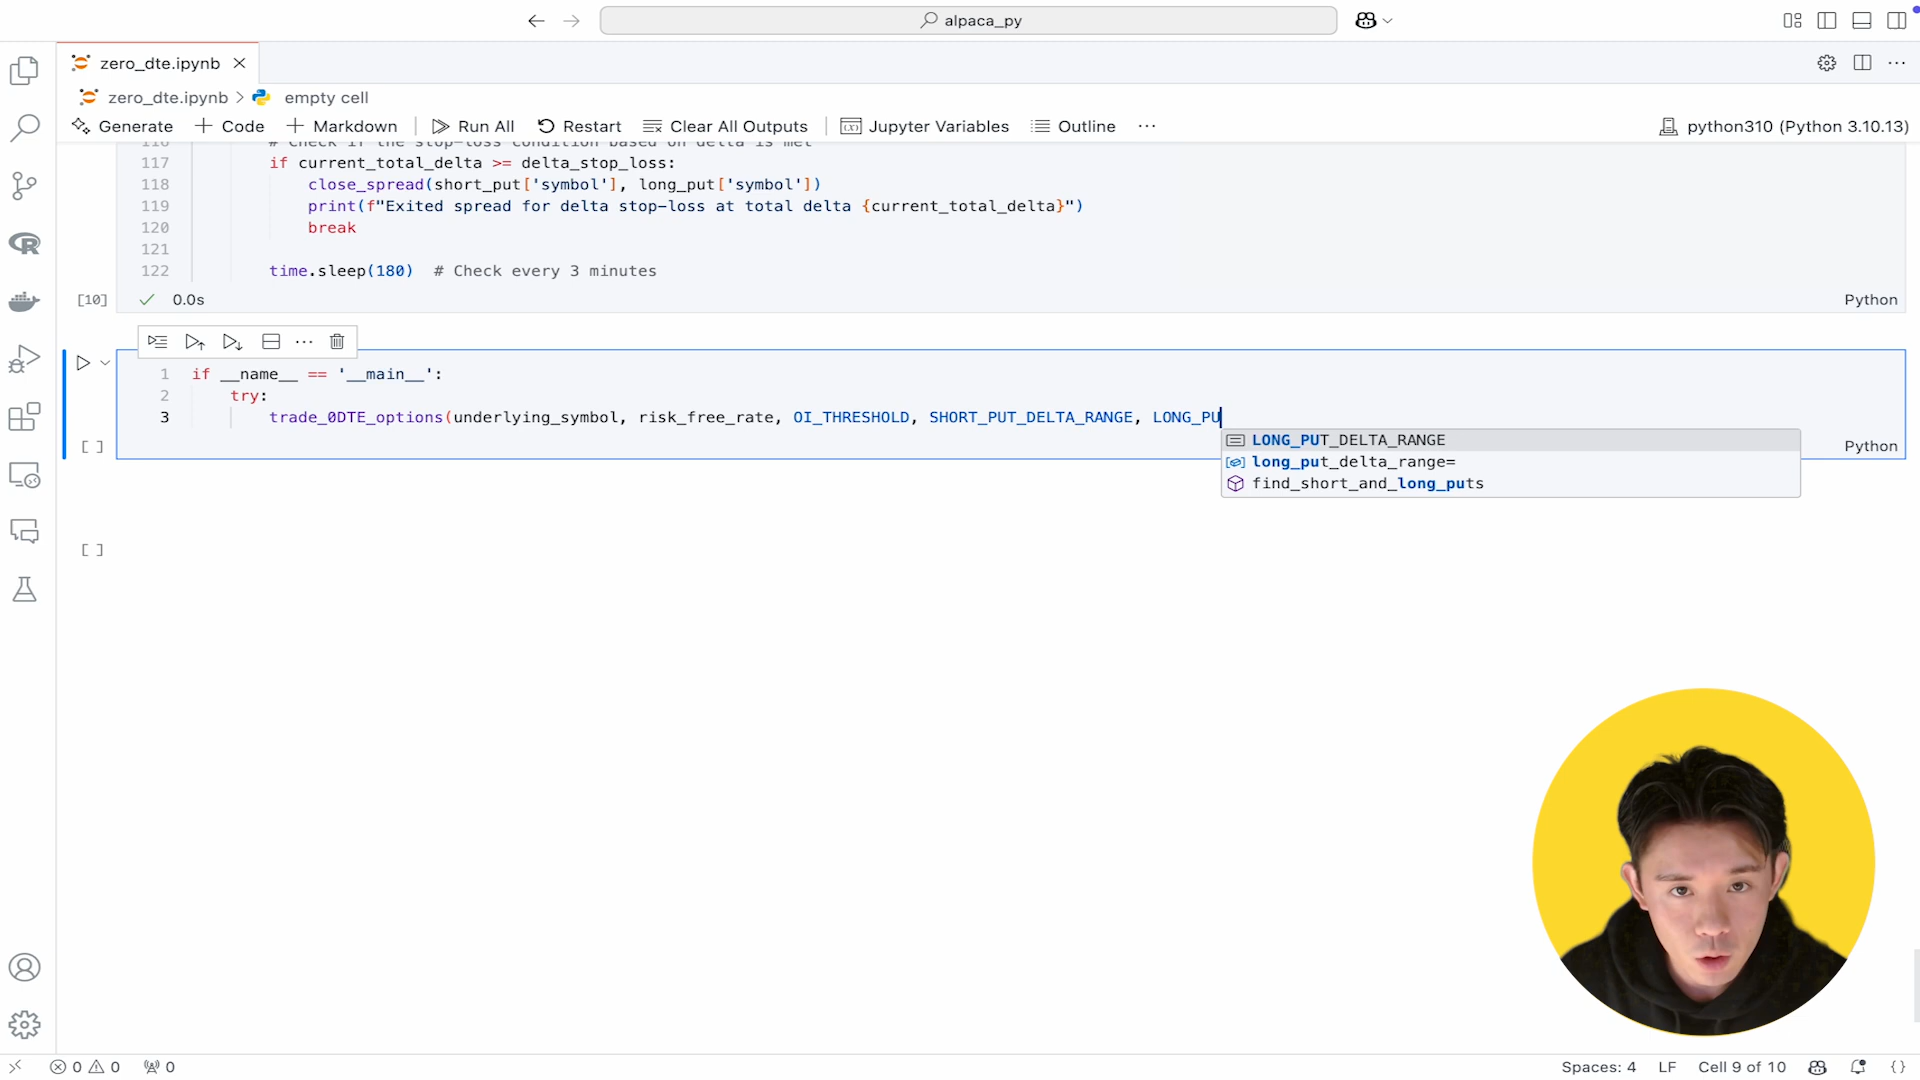 alpaca_py
zero_dte.ipynb
zero_dte.ipynb > empty cell
Generate + Code + Markdown Run All Restart Clear All Outputs Jupyter Variables Outline ... python310 (Python 3.10.13)
116 # Check if the stop-loss condition based on delta is met
117 if current_total_delta >= delta_stop_loss:
118 close_spread(short_put['symbol'], long_put['symbol'])
119 print(f"Exited spread for delta stop-loss at total delta {current_total_delta}")
120 break
121
122 time.sleep(180)  # Check every 3 minutes
[10] 0.0s Python
1 if __name__ == '__main__':
2 try:
3 trade_0DTE_options(underlying_symbol, risk_free_rate, OI_THRESHOLD, SHORT_PUT_DELTA_RANGE, LONG_PU
LONG_PUT_DELTA_RANGE
[ ] Python
long_put_delta_range=
find_short_and_long_puts
[ ]
0 0 0 Spaces: 4 LF Cell 9 of 10 {}